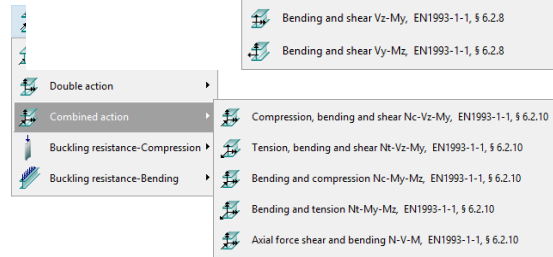 Bending and shear Vz-My, EN1993-1-1, § 6.2.8
Bending and shear Vy-Mz, EN1993-1-1, § 6.2.8
Double action
Combined action
Buckling resistance-Compression
Buckling resistance-Bending
Compression, bending and shear Nc-Vz-My, EN1993-1-1, § 6.2.10
Tension, bending and shear Nt-Vz-My, EN1993-1-1, § 6.2.10
Bending and compression Nc-My-Mz, EN1993-1-1, § 6.2.10
Bending and tension Nt-My-Mz, EN1993-1-1, § 6.2.10
Axial force shear and bending N-V-M, EN1993-1-1, § 6.2.10